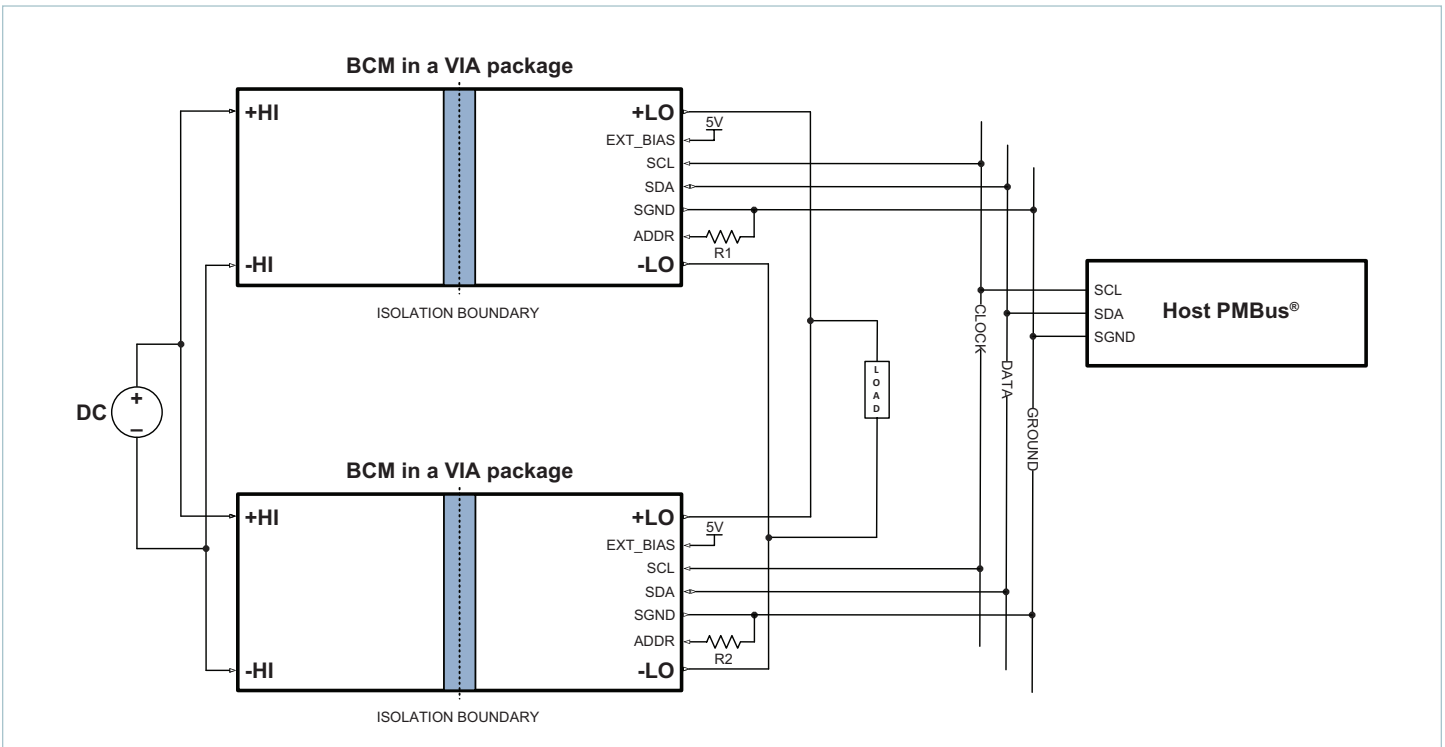 BCM in a VIA package
+HI
-HI
+LO
5V
EXT_BIAS
SCL
SDA
SGND
ADDR
R1
-LO
ISOLATION BOUNDARY
DC
+
–
LOAD
CLOCK
DATA
GROUND
SCL
SDA
SGND
Host PMBus®
BCM in a VIA package
+HI
-HI
+LO
5V
EXT_BIAS
SCL
SDA
SGND
ADDR
R2
-LO
ISOLATION BOUNDARY